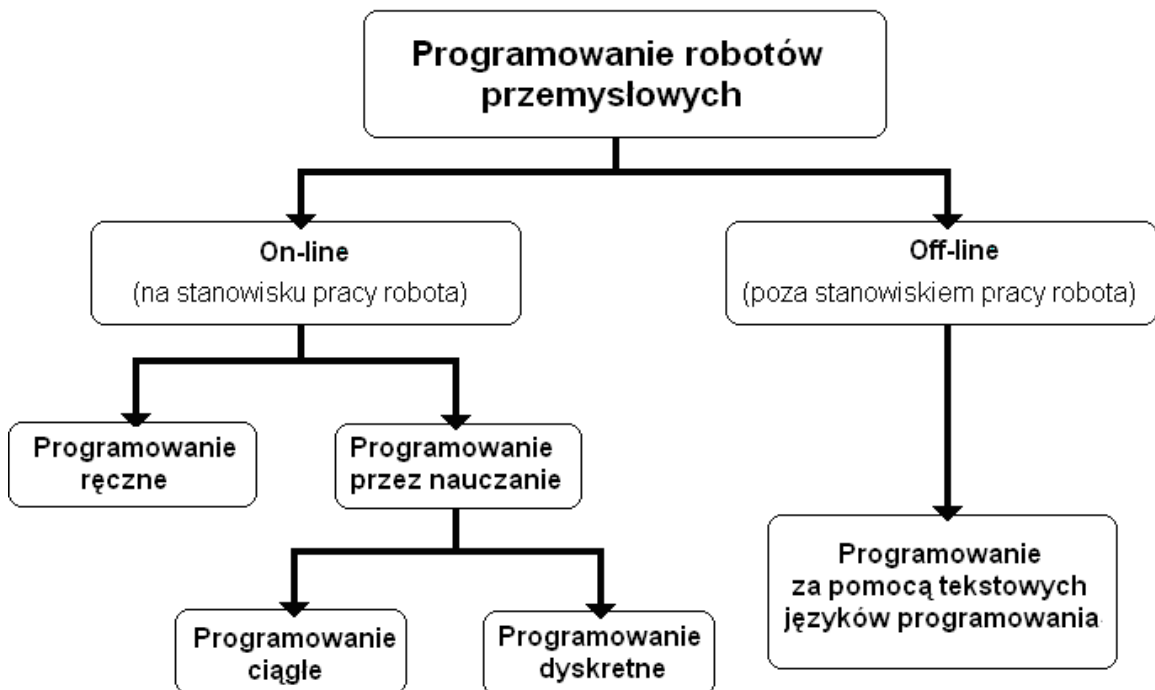 Programowanie robotów
przemysłowych
On-line
(na stanowisku pracy robota)
Off-line
(poza stanowiskiem pracy robota)
Programowanie
ręczne
Programowanie
przez nauczanie
Programowanie
ciągłe
Programowanie
dyskretne
Programowanie
za pomocą tekstowych
języków programowania